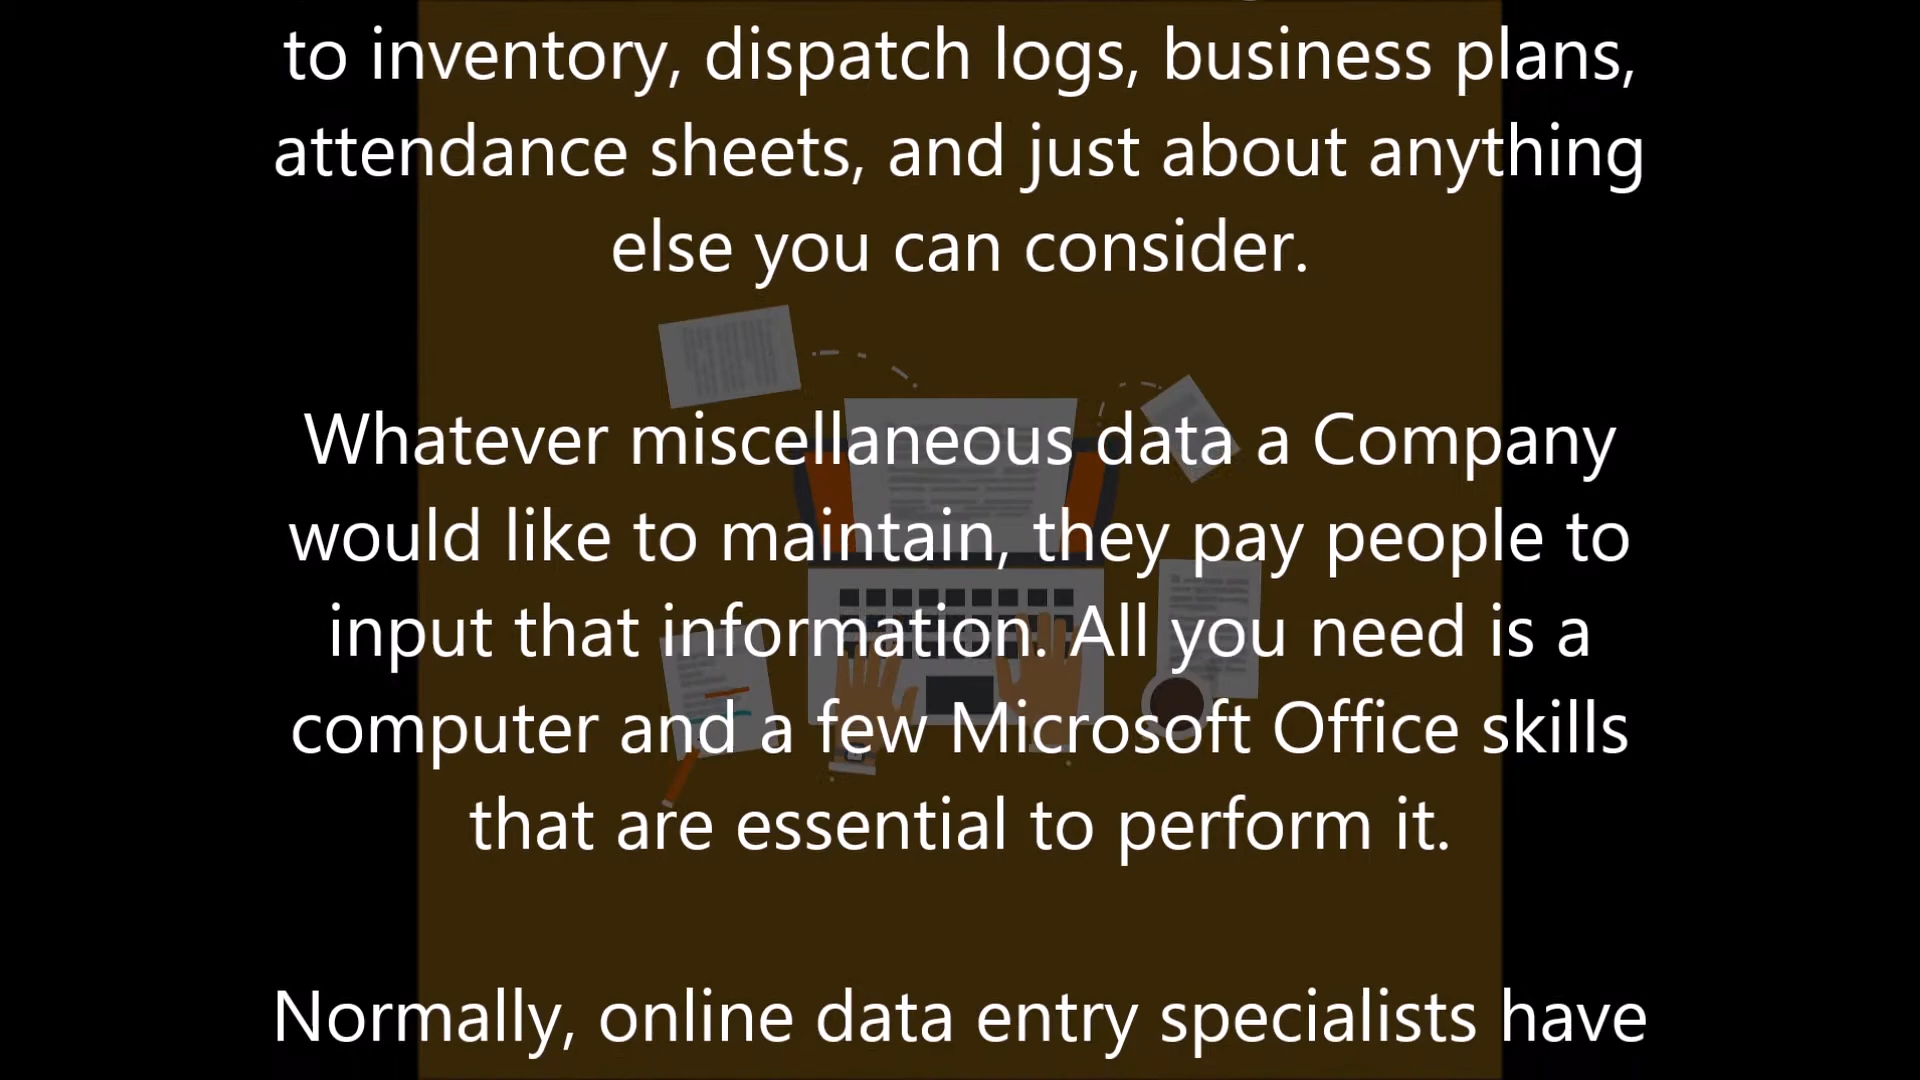 to inventory, dispatch logs, business plans,
attendance sheets, and just about anything
else you can consider.
Whatever miscellaneous data a Company
would like to maintain, they pay people to
input that information. All you need is a
computer and a few Microsoft Office skills
that are essential to perform it.
Normally, online data entry specialists have